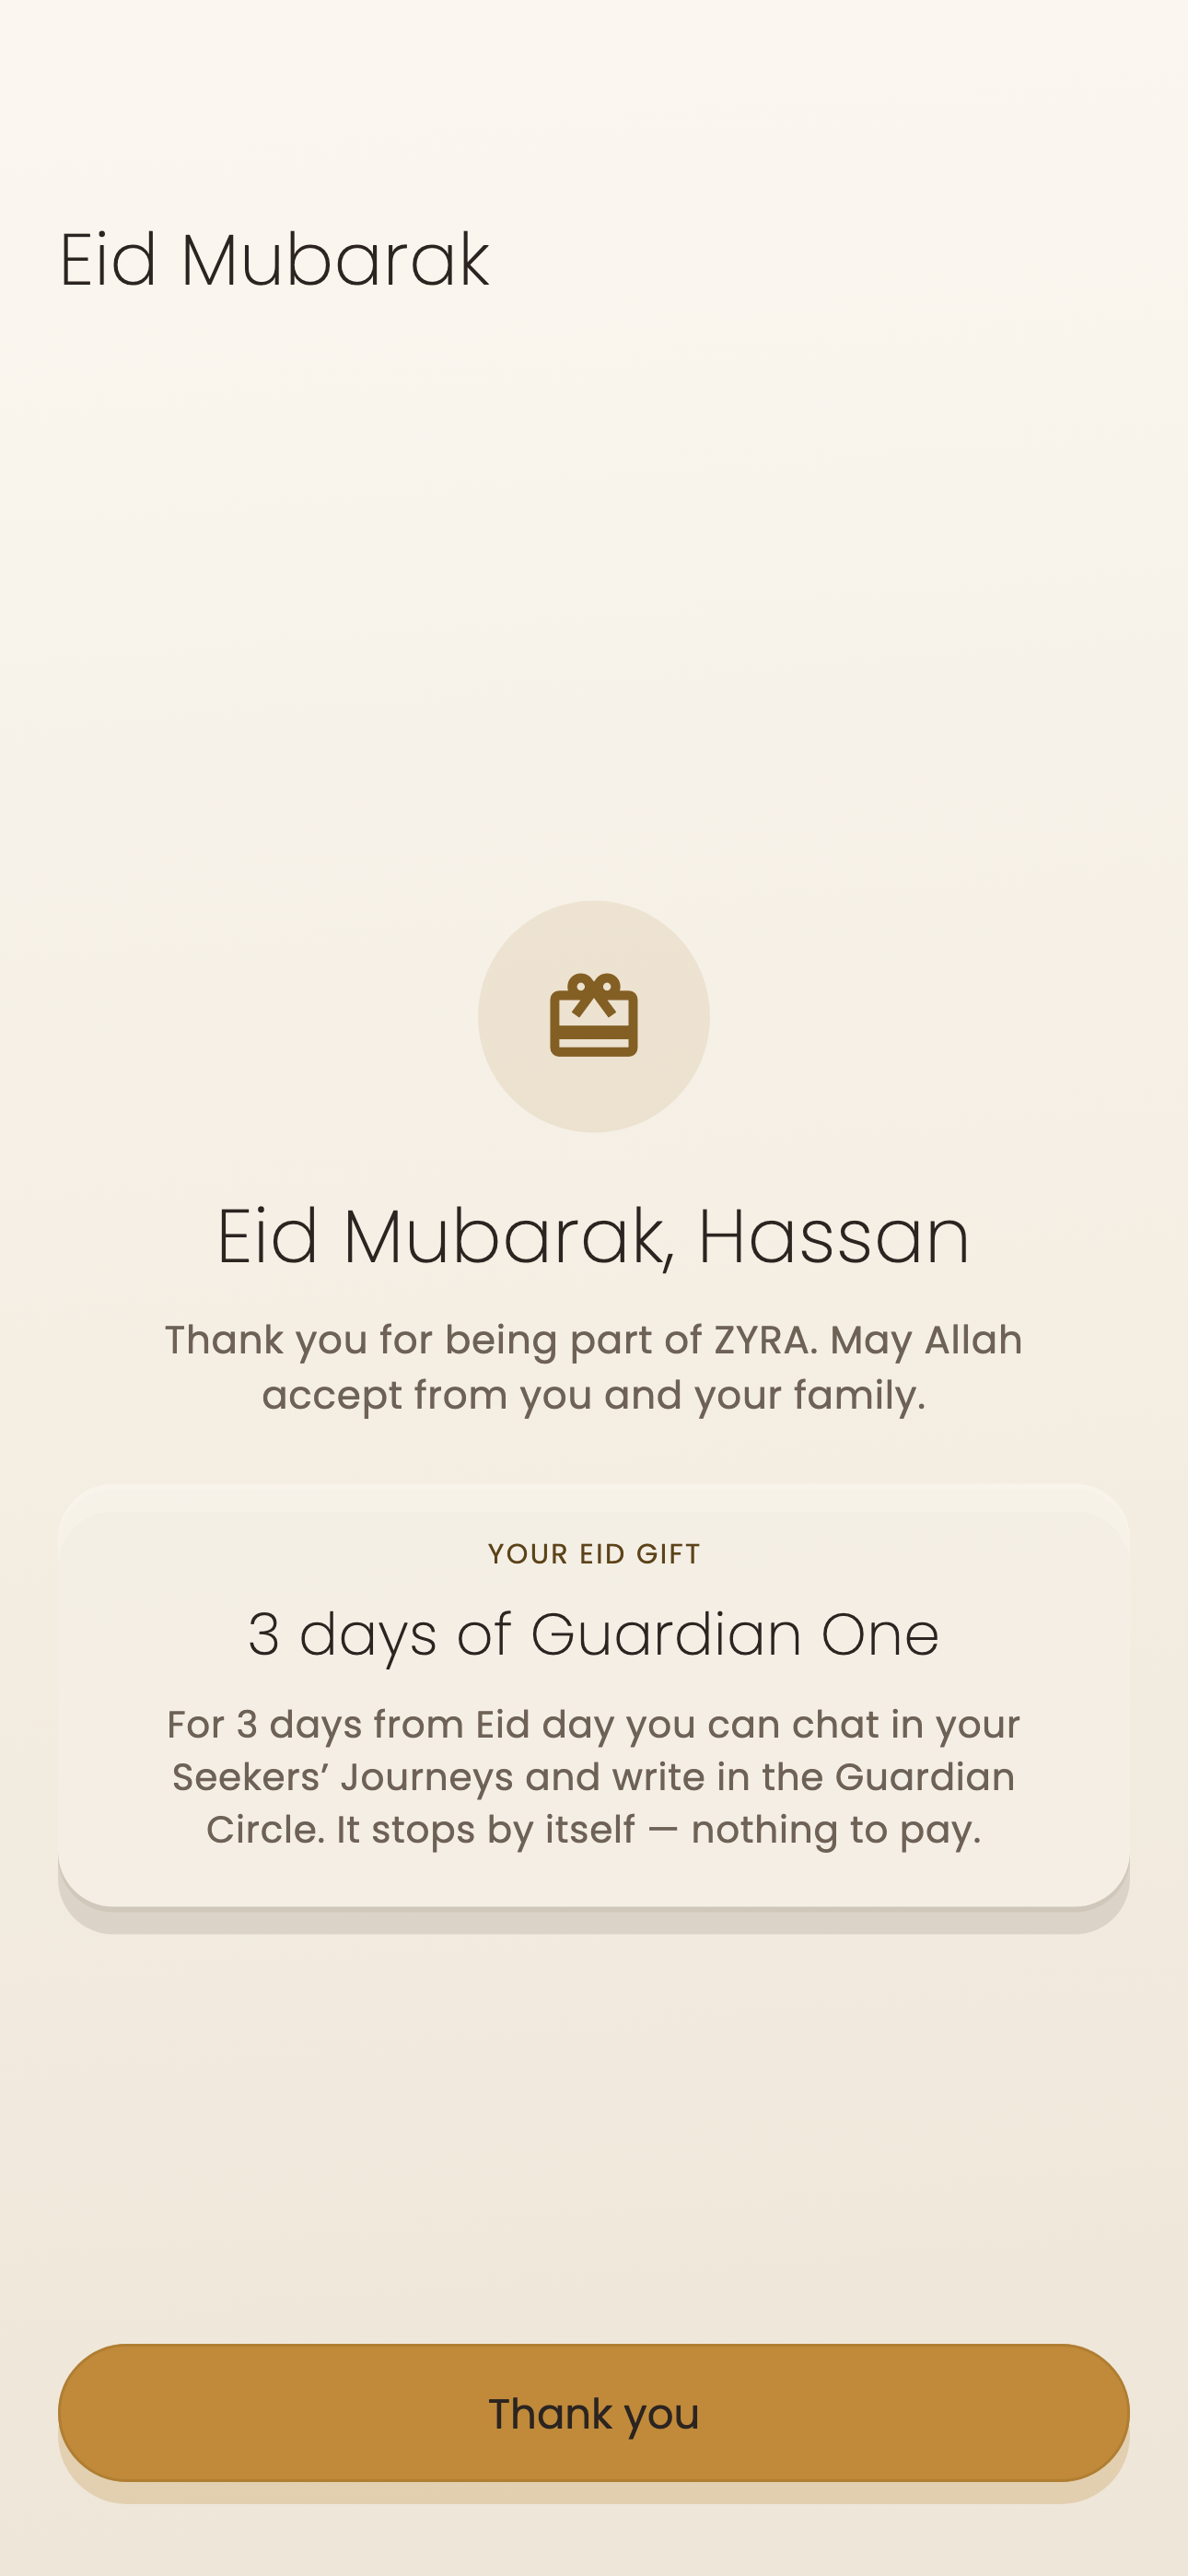 Eid Mubarak
Eid Mubarak, Hassan
Thank you for being part of ZYRA. May Allah
accept from you and your family.
YOUR EID GIFT
3 days of Guardian One
For 3 days from Eid day you can chat in your
Seekers’ Journeys and write in the Guardian
Circle. It stops by itself — nothing to pay.
Thank you